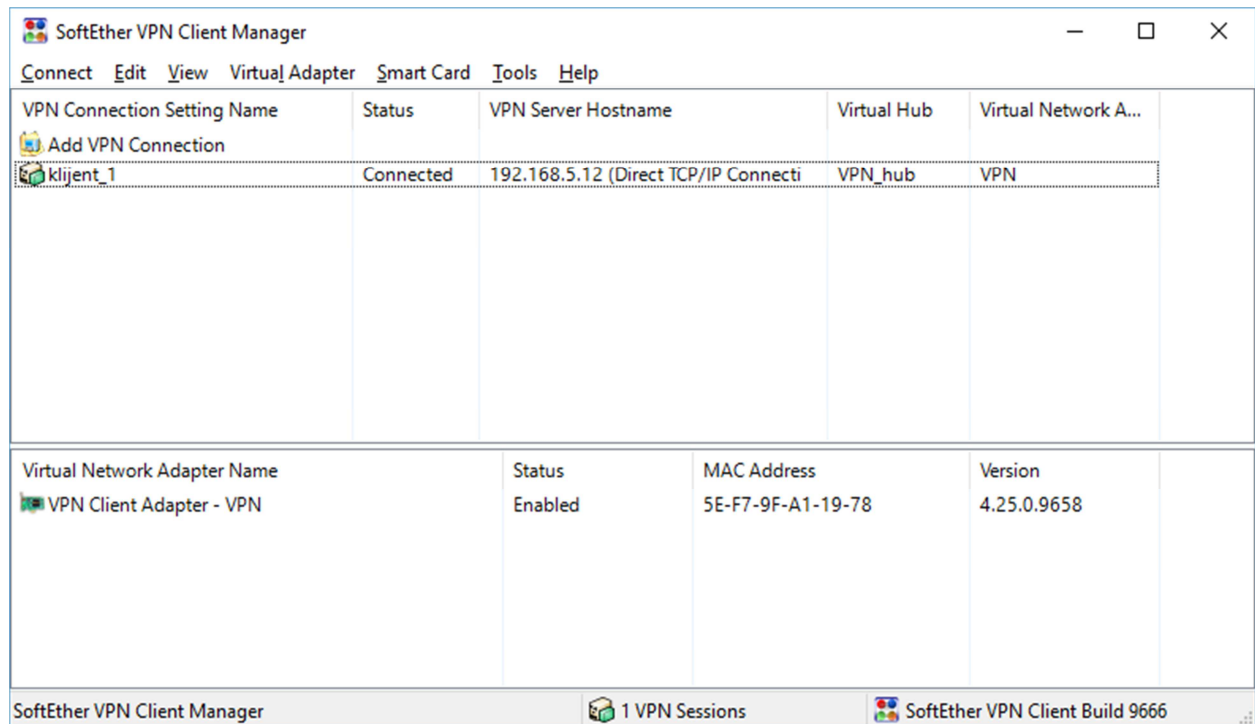 SoftEther VPN Client Manager
Connect Edit View Virtual Adapter Smart Card Tools Help
VPN Connection Setting Name Status VPN Server Hostname Virtual Hub Virtual Network A...
Add VPN Connection
klijent_1 Connected 192.168.5.12 (Direct TCP/IP Connecti VPN_hub VPN
Virtual Network Adapter Name Status MAC Address Version
VPN Client Adapter - VPN Enabled 5E-F7-9F-A1-19-78 4.25.0.9658
SoftEther VPN Client Manager 1 VPN Sessions SoftEther VPN Client Build 9666